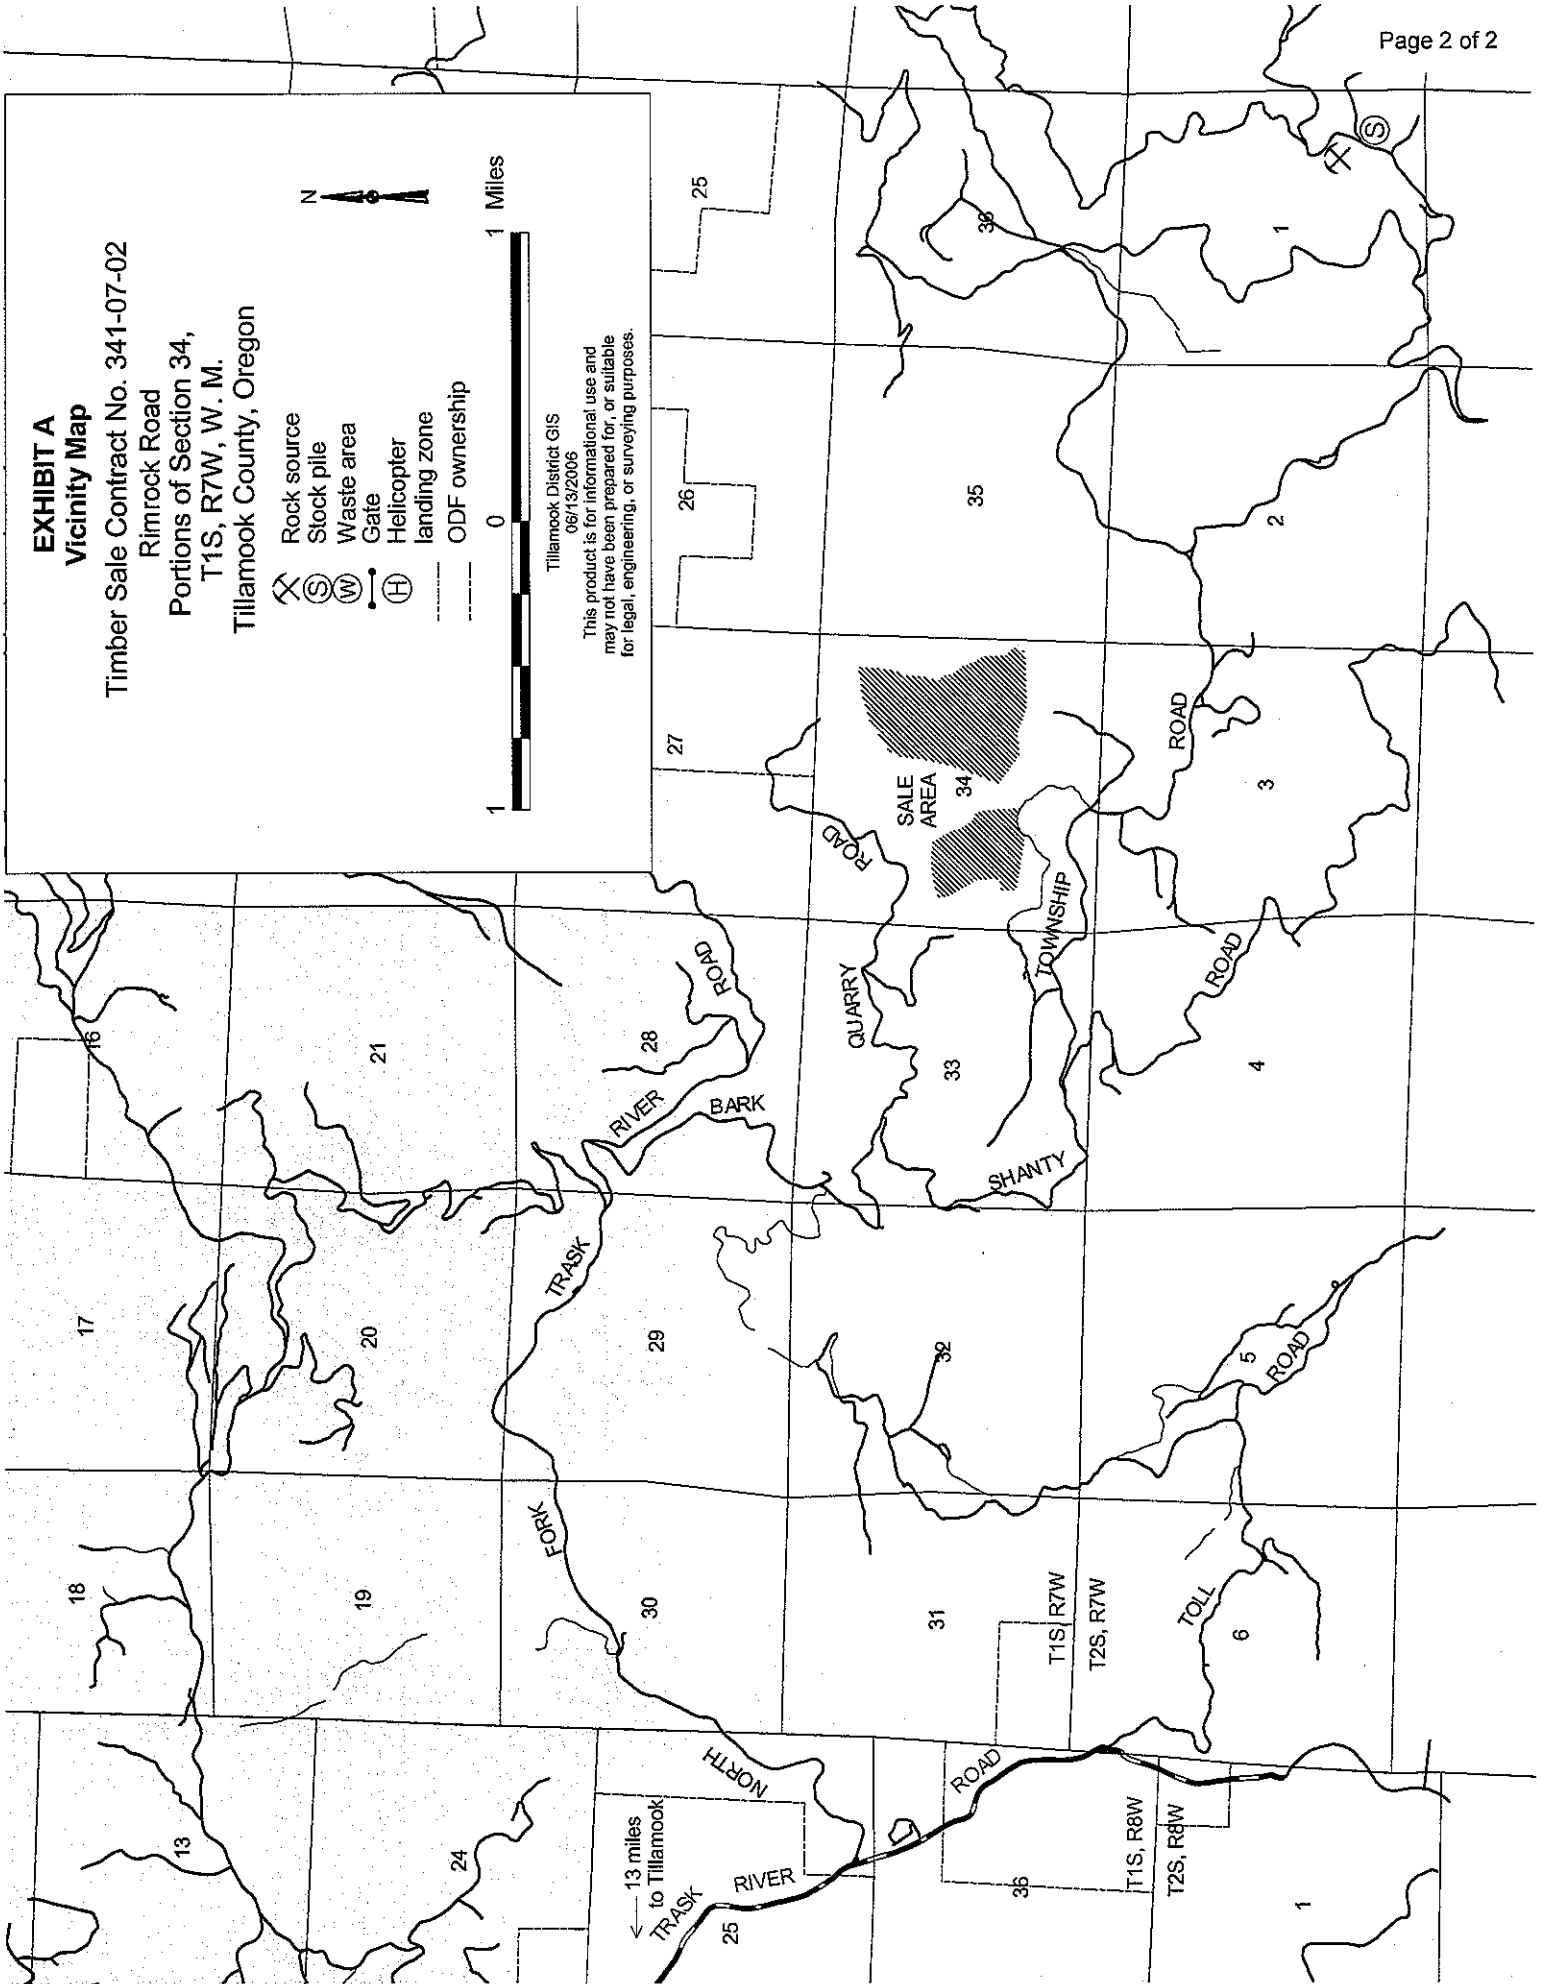 Page 2 of 2
EXHIBIT A
Vicinity Map
Timber Sale Contract No. 341-07-02
Rimrock Road
Portions of Section 34,
T1S, R7W, W. M.
Tillamook County, Oregon
Rock source
S Stock pile
W Waste area
Gate
H Helicopter
landing zone
ODF ownership
N
1 0 1 Miles
Tillamook District GIS
06/13/2006
This product is for informational use and
may not have been prepared for, or suitable
for legal, engineering, or surveying purposes.
18
17
16
13
19
20
21
24
← 13 miles
to Tillamook
TRASK
RIVER
ROAD
25
NORTH
FORK
TRASK
RIVER
ROAD
30
29
28
27
26
25
BARK
SHANTY
ROAD
QUARRY
ROAD
ROAD
SALE
AREA
34
36
31
32
33
35
36
TOWNSHIP
ROAD
T1S, R8W
T2S, R8W
T1S, R7W
T2S, R7W
TOLL
ROAD
1
6
5
4
3
2
1
S